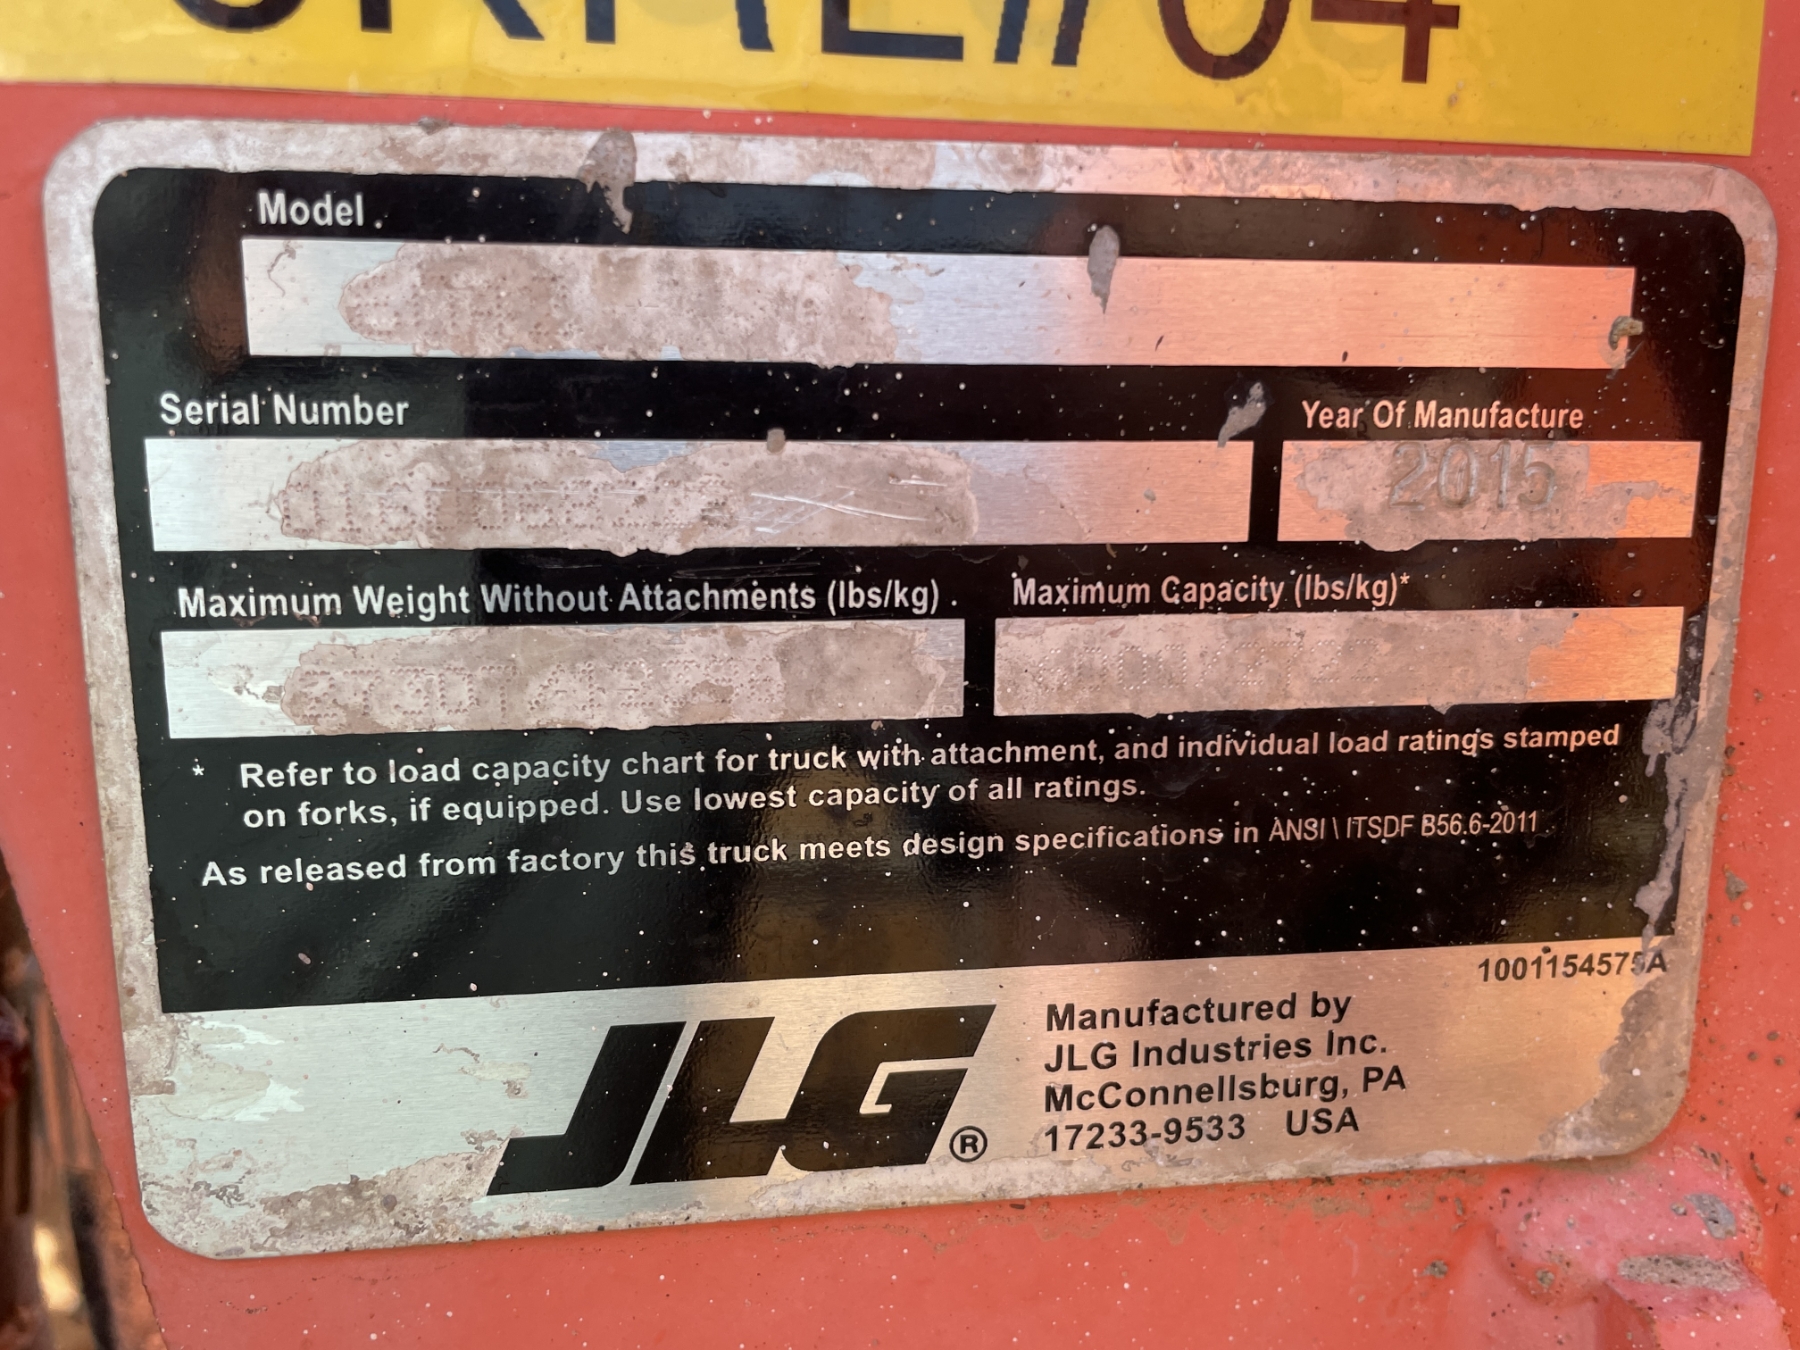 Model
Serial Number
Year Of Manufacture
2015
Maximum Weight Without Attachments (lbs/kg)
Maximum Capacity (lbs/kg)*
* Refer to load capacity chart for truck with attachment, and individual load ratings stamped
on forks, if equipped. Use lowest capacity of all ratings.
As released from factory this truck meets design specifications in ANSI \ ITSDF B56.6-2011
1001154575A
JLG®
Manufactured by
JLG Industries Inc.
McConnellsburg, PA
17233-9533 USA